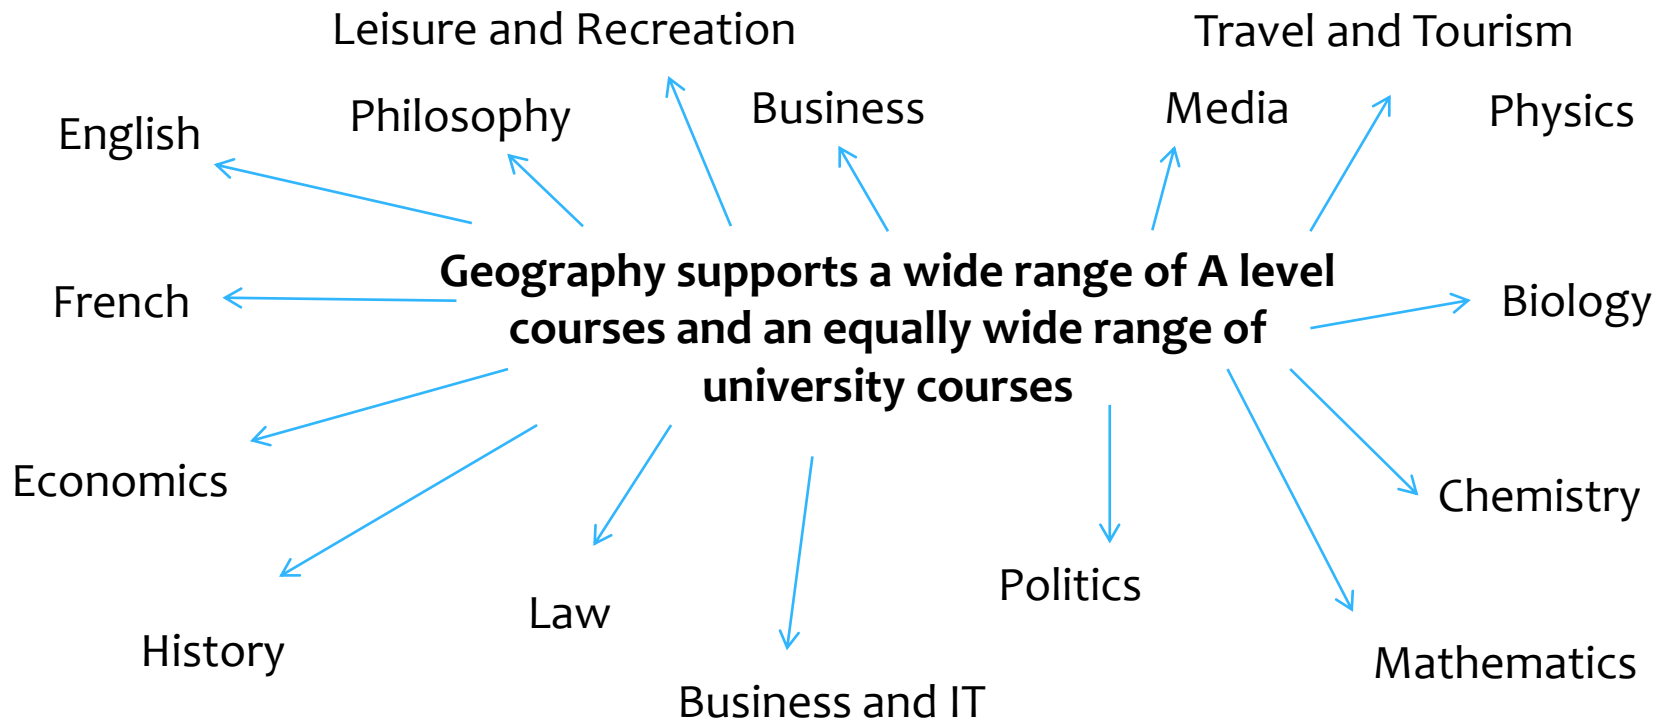 Leisure and Recreation
Travel and Tourism
English
Philosophy
Business
Media
Physics
Geography supports a wide range of A level
courses and an equally wide range of
university courses
French
Biology
Economics
Chemistry
History
Law
Politics
Mathematics
Business and IT